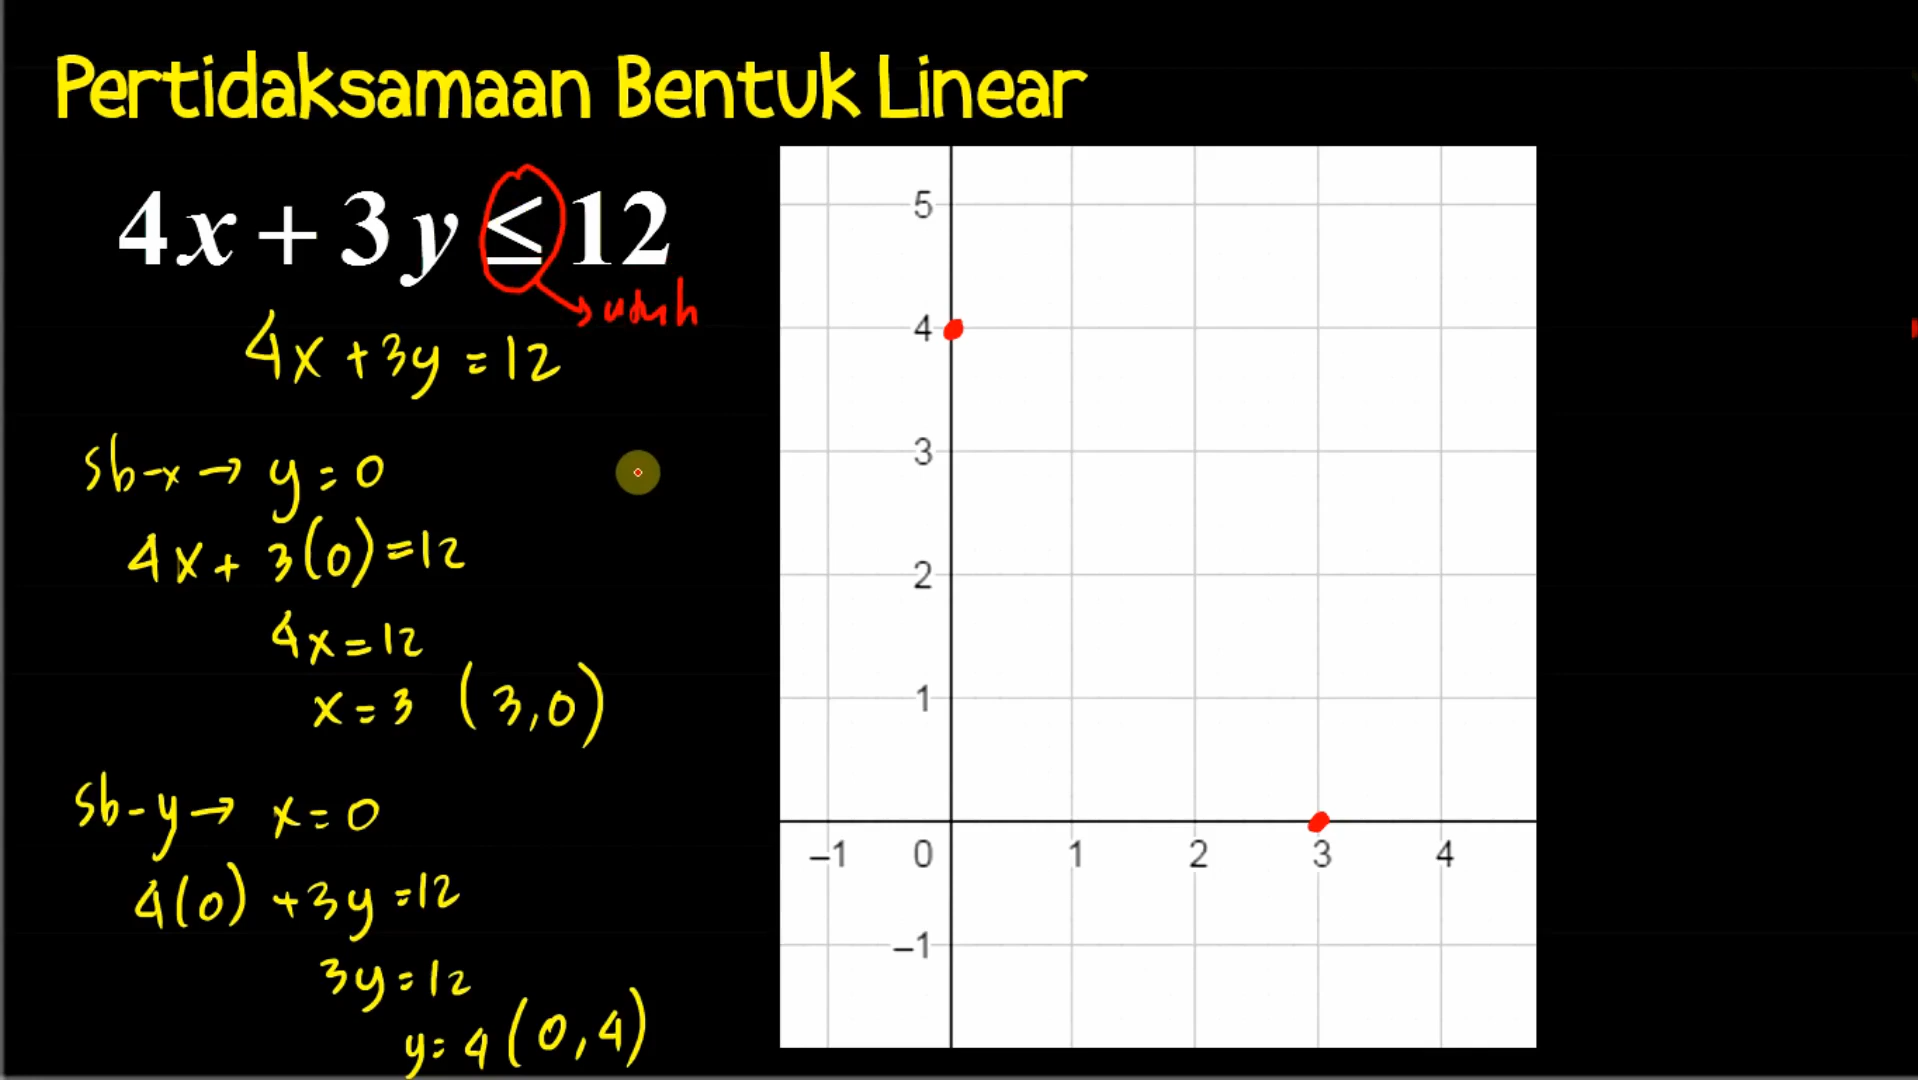 Pertidaksamaan Bentuk Linear
4x + 3y ≤ 12
utuh
4x + 3y = 12
sb-x → y = 0
4x + 3(0) = 12
4x = 12
x = 3 (3,0)
sb-y → x = 0
4(0) + 3y = 12
3y = 12
y = 4 (0,4)
5
4
3
2
1
−1 0 1 2 3 4
−1